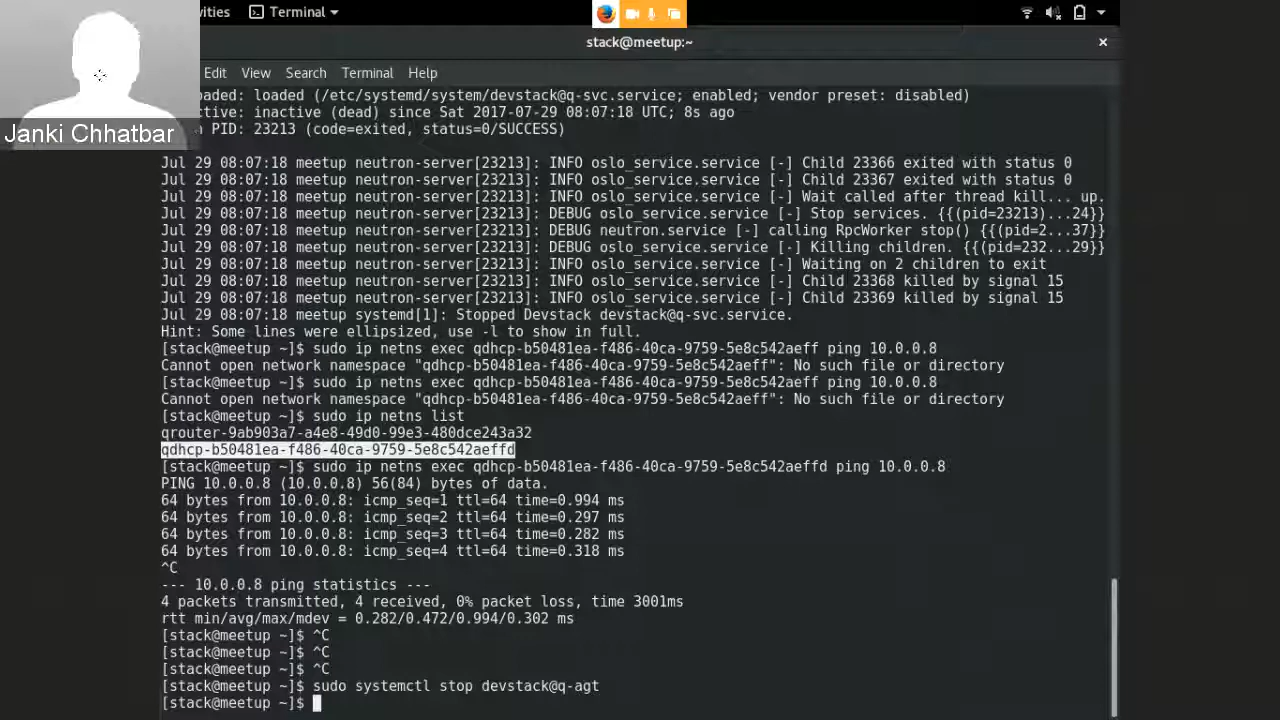 vities Terminal
stack@meetup:~
Edit View Search Terminal Help
Janki Chhatbar
oaded: loaded (/etc/systemd/system/devstack@q-svc.service; enabled; vendor preset: disabled)
ctive: inactive (dead) since Sat 2017-07-29 08:07:18 UTC; 8s ago
PID: 23213 (code=exited, status=0/SUCCESS)
Jul 29 08:07:18 meetup neutron-server[23213]: INFO oslo_service.service [-] Child 23366 exited with status 0
Jul 29 08:07:18 meetup neutron-server[23213]: INFO oslo_service.service [-] Child 23367 exited with status 0
Jul 29 08:07:18 meetup neutron-server[23213]: INFO oslo_service.service [-] Wait called after thread kill... up.
Jul 29 08:07:18 meetup neutron-server[23213]: DEBUG oslo_service.service [-] Stop services. {{(pid=23213)...24}}
Jul 29 08:07:18 meetup neutron-server[23213]: DEBUG neutron.service [-] calling RpcWorker stop() {{(pid=2...37}}
Jul 29 08:07:18 meetup neutron-server[23213]: DEBUG oslo_service.service [-] Killing children. {{(pid=232...29}}
Jul 29 08:07:18 meetup neutron-server[23213]: INFO oslo_service.service [-] Waiting on 2 children to exit
Jul 29 08:07:18 meetup neutron-server[23213]: INFO oslo_service.service [-] Child 23368 killed by signal 15
Jul 29 08:07:18 meetup neutron-server[23213]: INFO oslo_service.service [-] Child 23369 killed by signal 15
Jul 29 08:07:18 meetup systemd[1]: Stopped Devstack devstack@q-svc.service.
Hint: Some lines were ellipsized, use -l to show in full.
[stack@meetup ~]$ sudo ip netns exec qdhcp-b50481ea-f486-40ca-9759-5e8c542aeff ping 10.0.0.8
Cannot open network namespace "qdhcp-b50481ea-f486-40ca-9759-5e8c542aeff": No such file or directory
[stack@meetup ~]$ sudo ip netns exec qdhcp-b50481ea-f486-40ca-9759-5e8c542aeff ping 10.0.0.8
Cannot open network namespace "qdhcp-b50481ea-f486-40ca-9759-5e8c542aeff": No such file or directory
[stack@meetup ~]$ sudo ip netns list
qrouter-9ab903a7-a4e8-49d0-99e3-480dce243a32
qdhcp-b50481ea-f486-40ca-9759-5e8c542aeffd
[stack@meetup ~]$ sudo ip netns exec qdhcp-b50481ea-f486-40ca-9759-5e8c542aeffd ping 10.0.0.8
PING 10.0.0.8 (10.0.0.8) 56(84) bytes of data.
64 bytes from 10.0.0.8: icmp_seq=1 ttl=64 time=0.994 ms
64 bytes from 10.0.0.8: icmp_seq=2 ttl=64 time=0.297 ms
64 bytes from 10.0.0.8: icmp_seq=3 ttl=64 time=0.282 ms
64 bytes from 10.0.0.8: icmp_seq=4 ttl=64 time=0.318 ms
^C
--- 10.0.0.8 ping statistics ---
4 packets transmitted, 4 received, 0% packet loss, time 3001ms
rtt min/avg/max/mdev = 0.282/0.472/0.994/0.302 ms
[stack@meetup ~]$ ^C
[stack@meetup ~]$ ^C
[stack@meetup ~]$ ^C
[stack@meetup ~]$ sudo systemctl stop devstack@q-agt
[stack@meetup ~]$